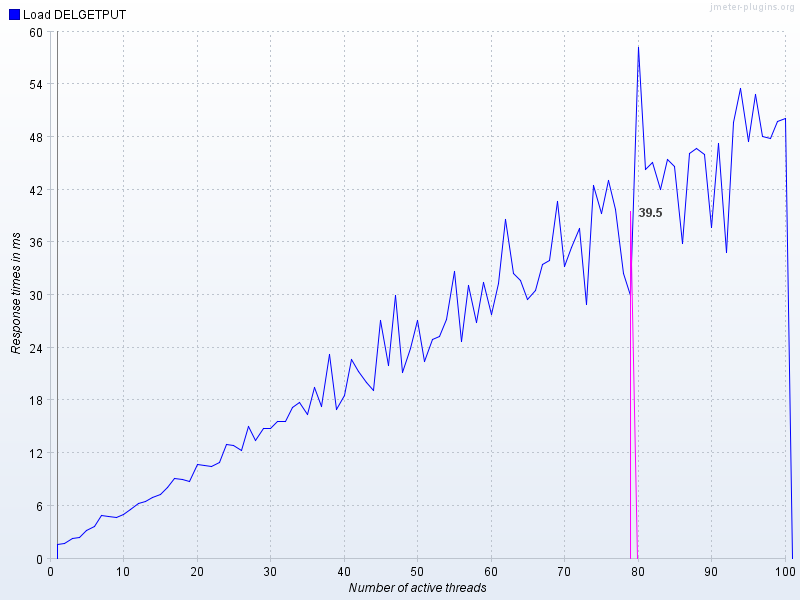 jmeter-plugins.org
Load DELGETPUT
60
54
48
42
36
30
24
18
12
6
0
Response times in ms
39.5
0 10 20 30 40 50 60 70 80 90 100
Number of active threads